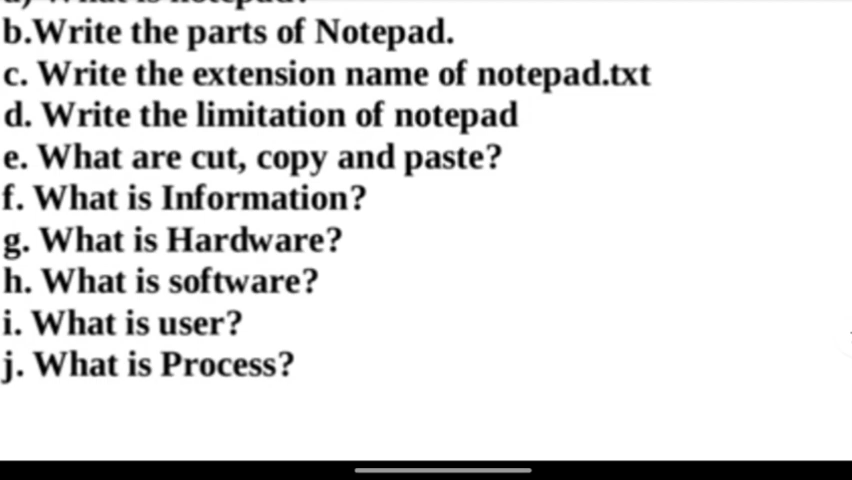 b.Write the parts of Notepad.
c. Write the extension name of notepad.txt
d. Write the limitation of notepad
e. What are cut, copy and paste?
f. What is Information?
g. What is Hardware?
h. What is software?
i. What is user?
j. What is Process?